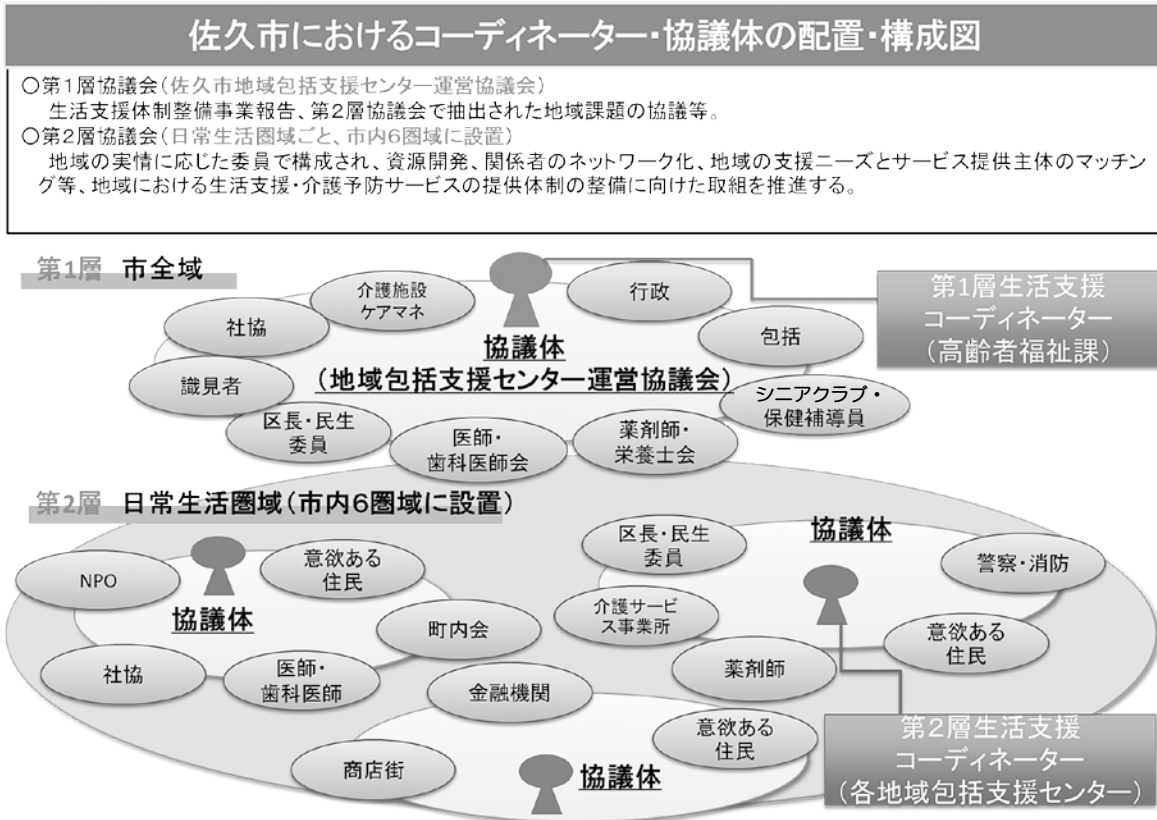 佐久市におけるコーディネーター・協議体の配置・構成図
○第1層協議会(佐久市地域包括支援センター運営協議会)
生活支援体制整備事業報告、第2層協議会で抽出された地域課題の協議等。
○第2層協議会(日常生活圏域ごと、市内6圏域に設置)
地域の実情に応じた委員で構成され、資源開発、関係者のネットワーク化、地域の支援ニーズとサービス提供主体のマッチン
グ等、地域における生活支援・介護予防サービスの提供体制の整備に向けた取組を推進する。
第1層 市全域
介護施設
ケアマネ
行政
社協
包括
識見者
協議体
(地域包括支援センター運営協議会)
シニアクラブ・
保健補導員
区長・民生
委員
医師・
歯科医師会
薬剤師・
栄養士会
第1層生活支援
コーディネーター
(高齢者福祉課)
第2層 日常生活圏域(市内6圏域に設置)
NPO
意欲ある
住民
協議体
町内会
社協
医師・
歯科医師
区長・民生
委員
協議体
警察・消防
介護サービ
ス事業所
意欲ある
住民
薬剤師
金融機関
意欲ある
住民
商店街
協議体
第2層生活支援
コーディネーター
(各地域包括支援センター)